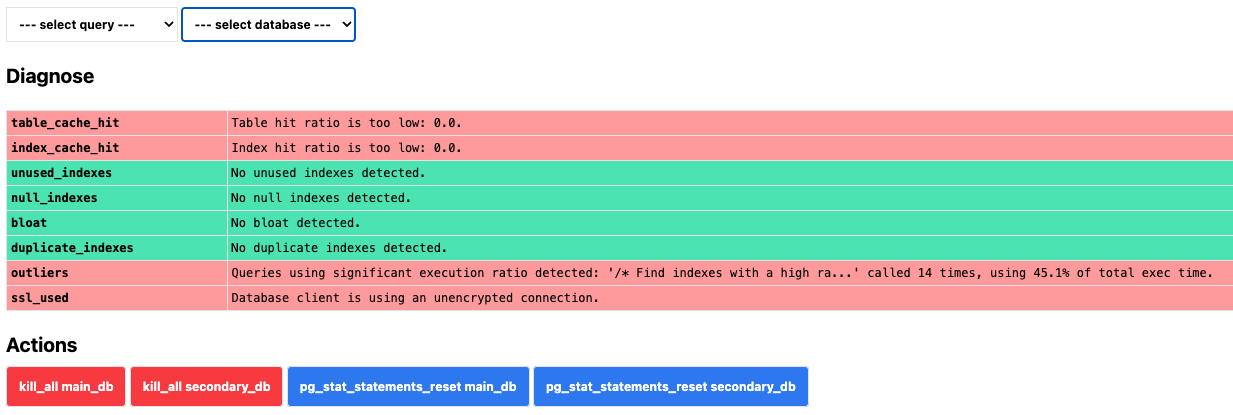 --- select query --- --- select database ---
Diagnose
table_cache_hit Table hit ratio is too low: 0.0.
index_cache_hit Index hit ratio is too low: 0.0.
unused_indexes No unused indexes detected.
null_indexes No null indexes detected.
bloat No bloat detected.
duplicate_indexes No duplicate indexes detected.
outliers Queries using significant execution ratio detected: '/* Find indexes with a high ra...' called 14 times, using 45.1% of total exec time.
ssl_used Database client is using an unencrypted connection.
Actions
kill_all main_db kill_all secondary_db pg_stat_statements_reset main_db pg_stat_statements_reset secondary_db